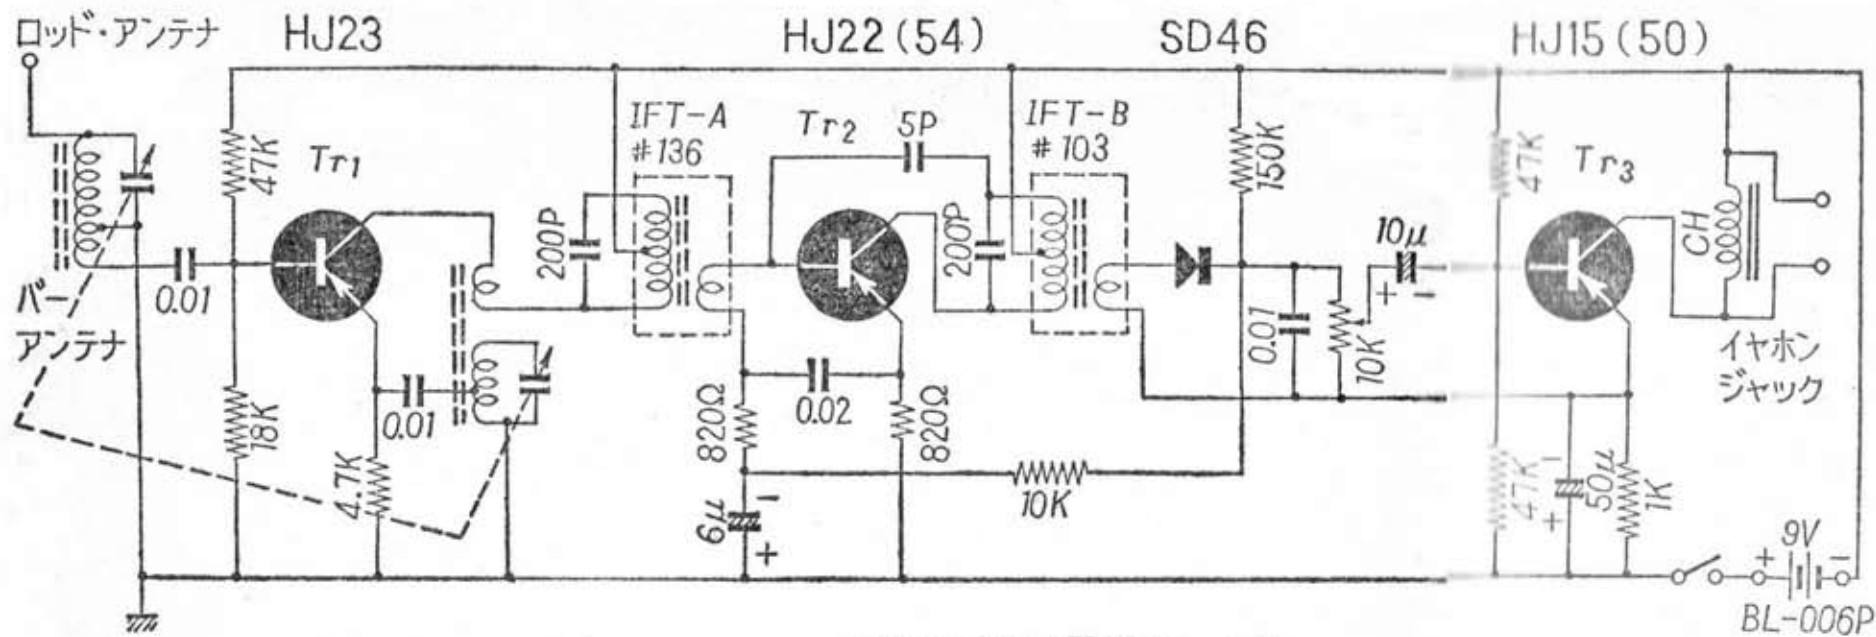 ロッド・アンテナ
HJ23
HJ22(54)
SD46
HJ15(50)
47K
Tr1
200P
IFT-A
#136
Tr2
5P
200P
IFT-B
#103
150K
10μ
+
-
47K
Tr3
CH
バー
アンテナ
0.01
18K
0.01
4.7K
820Ω
0.02
820Ω
0.01
10K
イヤホン
ジャック
6μ
-
+
10K
47K
-
+
50μ
1K
9V
+
-
BL-006P